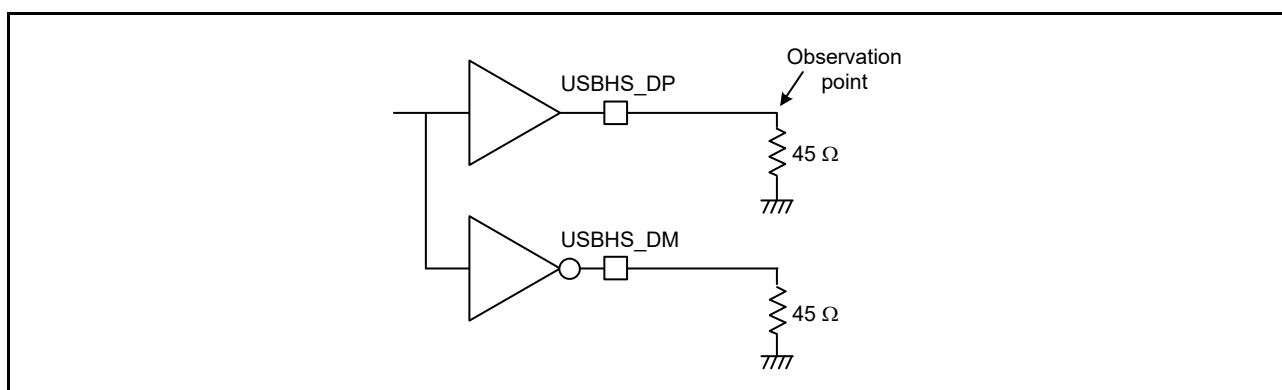 Observation
point
USBHS_DP
45 Ω
USBHS_DM
45 Ω